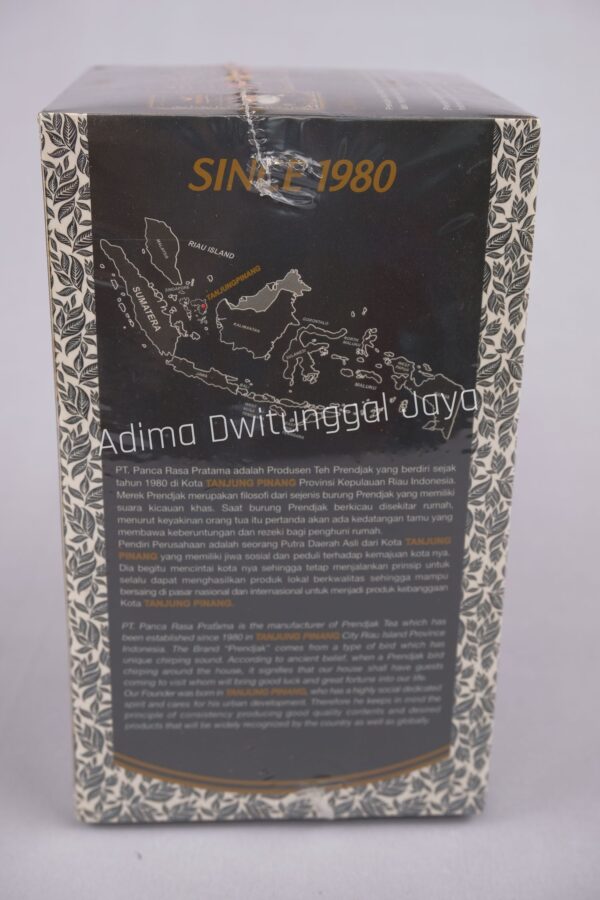 SINCE 1980
RIAU ISLAND
MALAYSIA
SINGAPORE
TANJUNGPINANG
SUMATERA
KALIMANTAN
GORONTALO
SULAWESI
MALUKU
JAVA
BALI
Adima Dwitunggal Jaya
PT. Panca Rasa Pratama adalah Produsen Teh Prendjak yang berdiri sejak
tahun 1980 di Kota TANJUNG PINANG Provinsi Kepulauan Riau Indonesia.
Merek Prendjak merupakan filosofi dari sejenis burung Prendjak yang memiliki
suara kicauan khas. Saat burung Prendjak berkicau disekitar rumah,
menurut keyakinan orang tua itu pertanda akan ada kedatangan tamu yang
membawa keberuntungan dan rezeki bagi penghuni rumah.
Pendiri Perusahaan adalah seorang Putra Daerah Asli dari Kota TANJUNG
PINANG yang memiliki jiwa sosial dan peduli terhadap kemajuan kota nya.
Dia begitu mencintai kota nya sehingga tetap menjalankan prinsip untuk
selalu dapat menghasilkan produk lokal berkwalitas sehingga mampu
bersaing di pasar nasional dan internasional untuk menjadi produk kebanggaan
Kota TANJUNG PINANG.
PT. Panca Rasa Pratama is the manufacturer of Prendjak Tea which has
been established since 1980 in TANJUNG PINANG City Riau Island Province
Indonesia. The Brand "Prendjak" comes from a type of bird which has
unique chirping sound. According to ancient belief, when a Prendjak bird
chirping around the house, it signifies that our house shall have guests
coming to visit whom will bring good luck and great fortune into our life.
Our Founder was born in TANJUNG PINANG, who has a highly social dedicated
spirit and cares for his urban development. Therefore he keeps in mind the
principle of consistency producing good quality contents and desired
products that will be widely recognized by the country as well as globally.